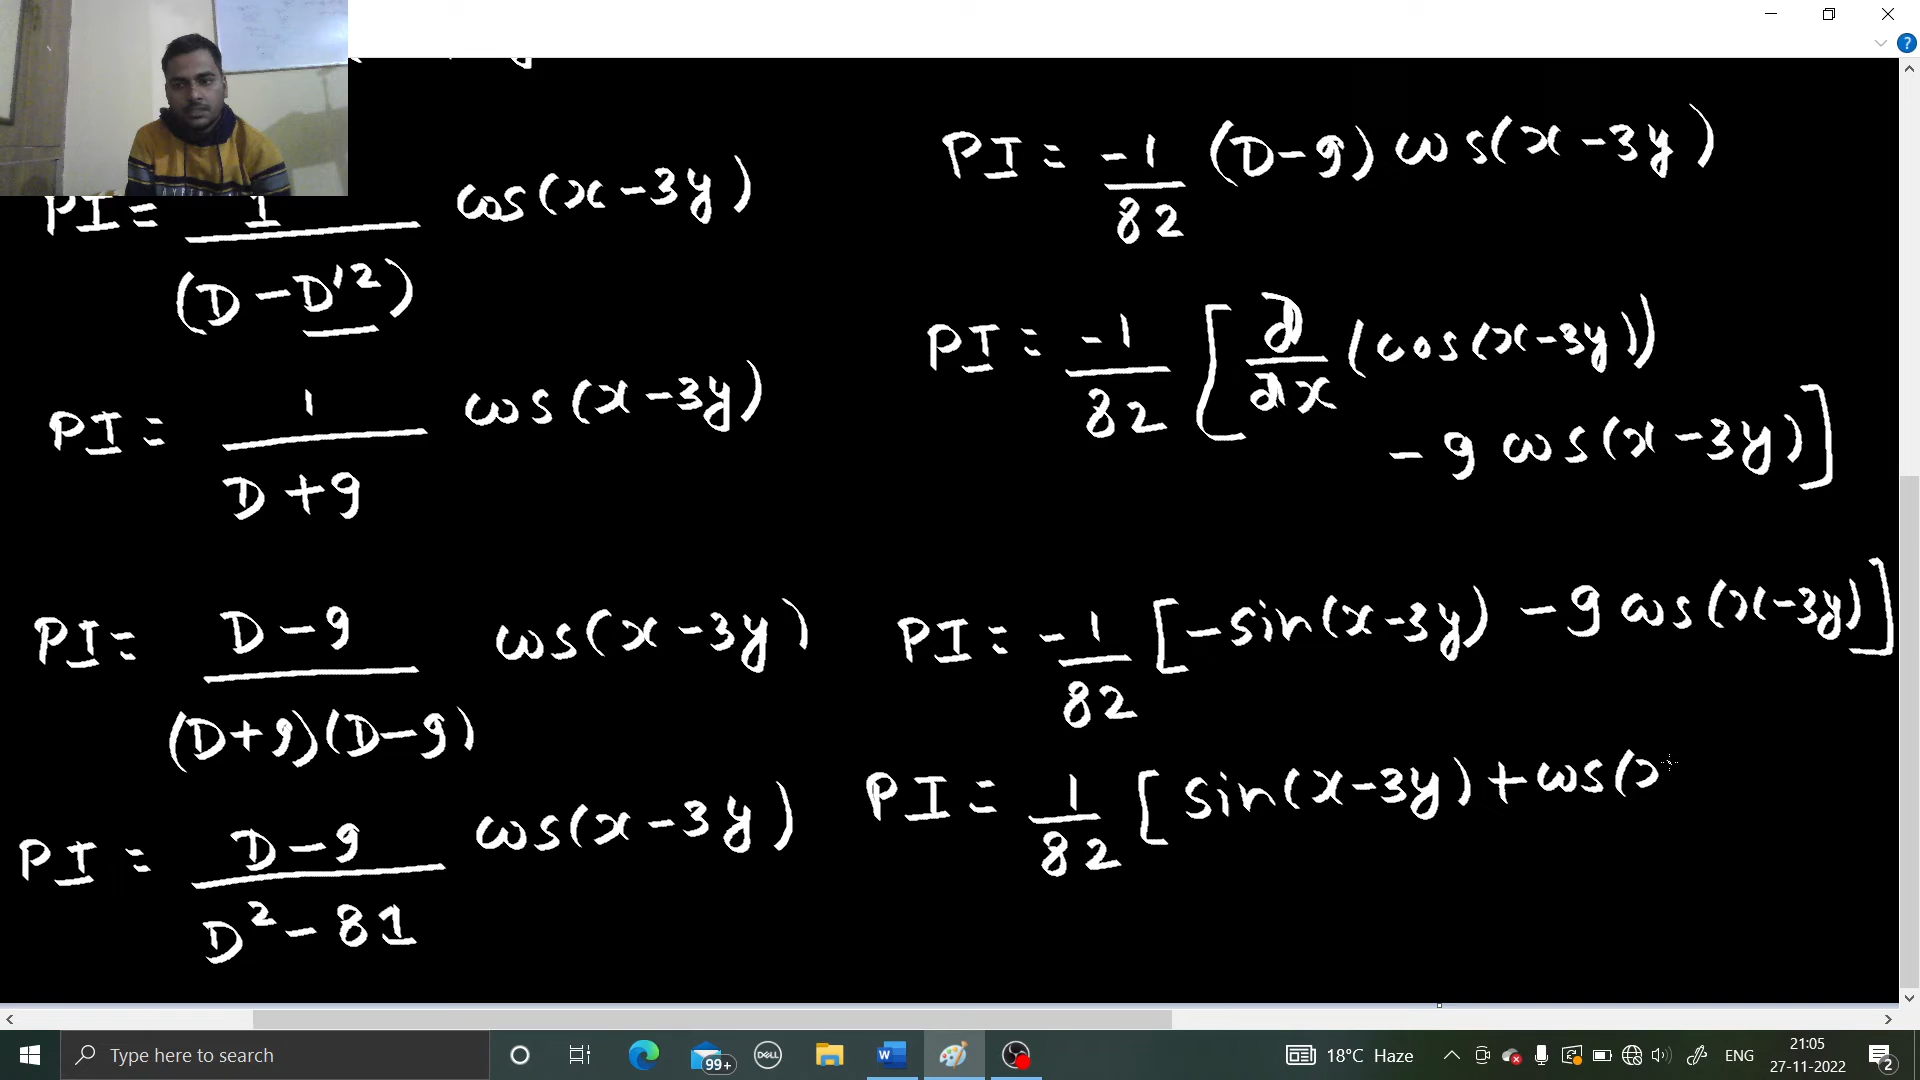 PI = 1 / (D - D'²) cos(x - 3y)
PI = 1 / D + 9 cos(x - 3y)
PI = D - 9 / (D + 9)(D - 9) cos(x - 3y)
PI = D - 9 / D² - 81 cos(x - 3y)
PI = -1/82 (D - 9) cos(x - 3y)
PI = -1/82 [∂/∂x (cos(x - 3y))
- 9 cos(x - 3y)]
PI = -1/82 [-sin(x - 3y) - 9 cos(x - 3y)]
PI = 1/82 [sin(x - 3y) + cos(x
Type here to search
99+
DELL
W
18°C Haze
ENG
21:05
27-11-2022
2
?